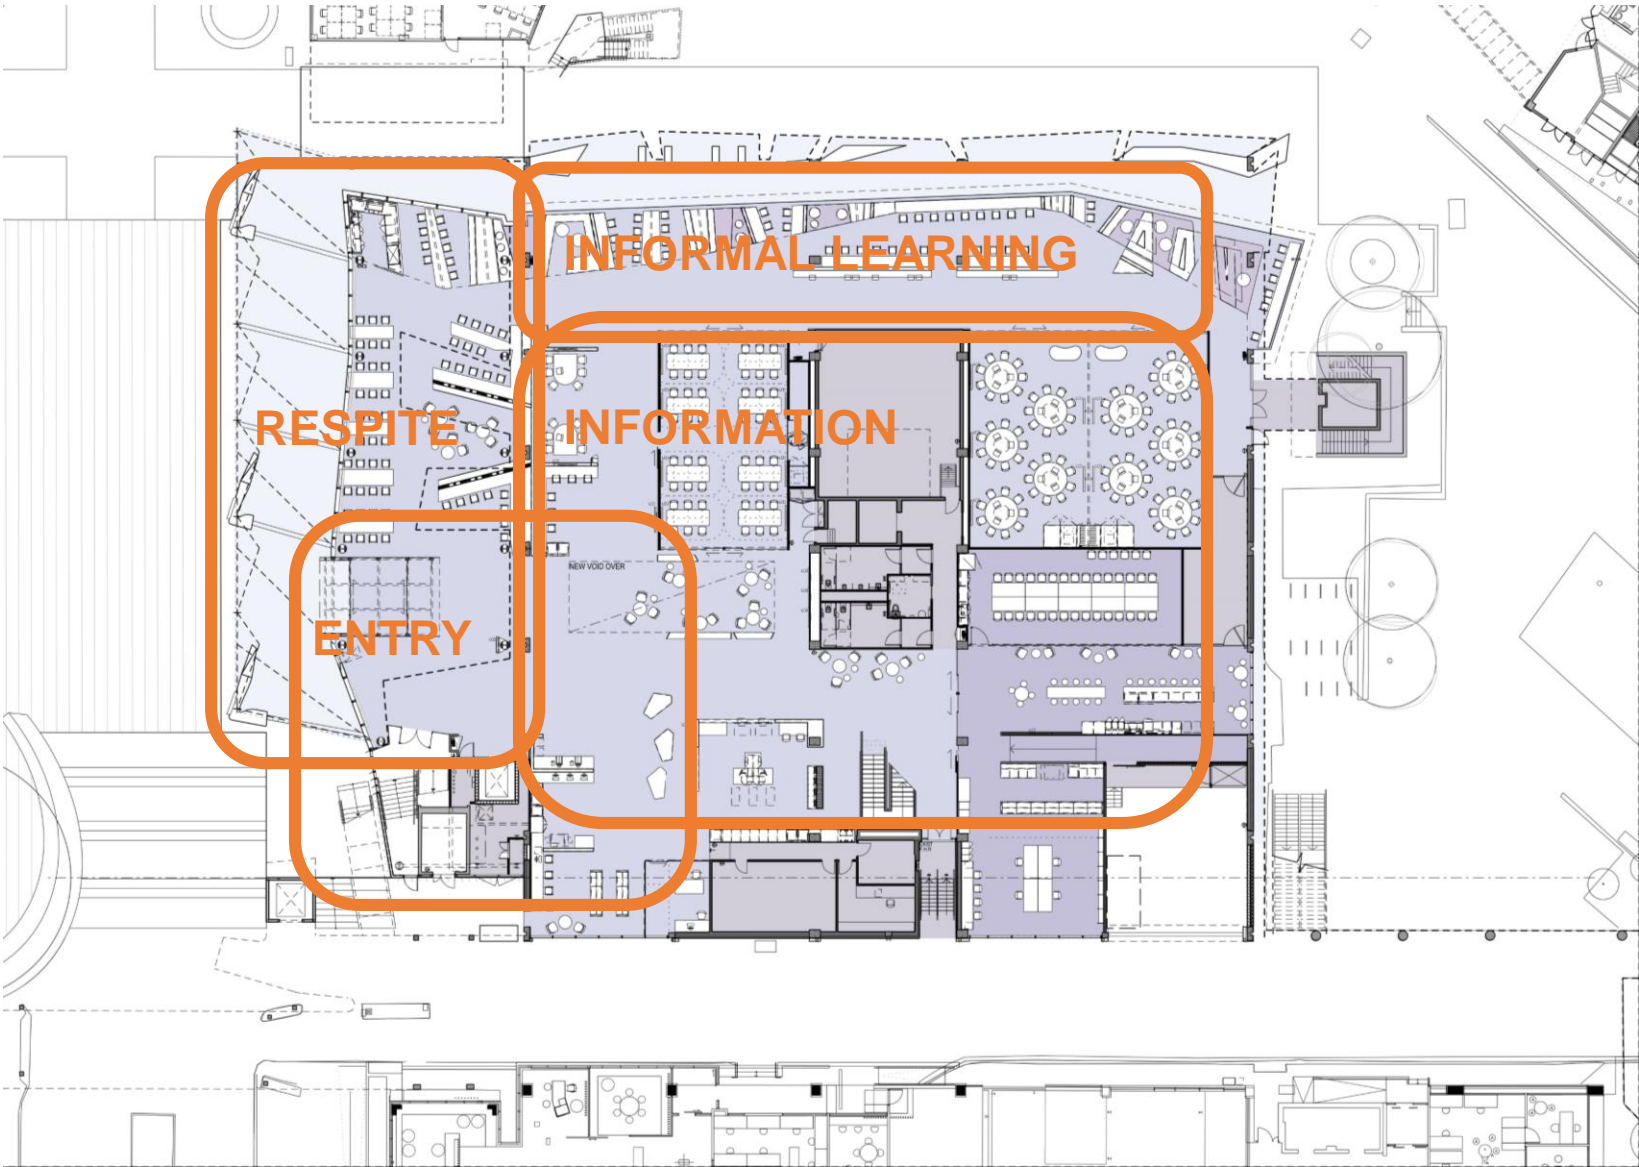 INFORMAL LEARNING
RESPITE
INFORMATION
NEW VOID OVER
ENTRY